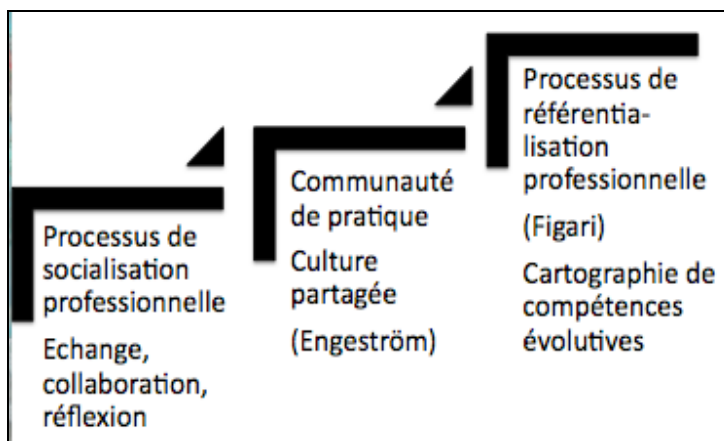 Processus de
socialisation
professionnelle
Echange,
collaboration,
réflexion
Communauté
de pratique
Culture
partagée
(Engeström)
Processus de
référentia-
lisation
professionnelle
(Figari)
Cartographie de
compétences
évolutives